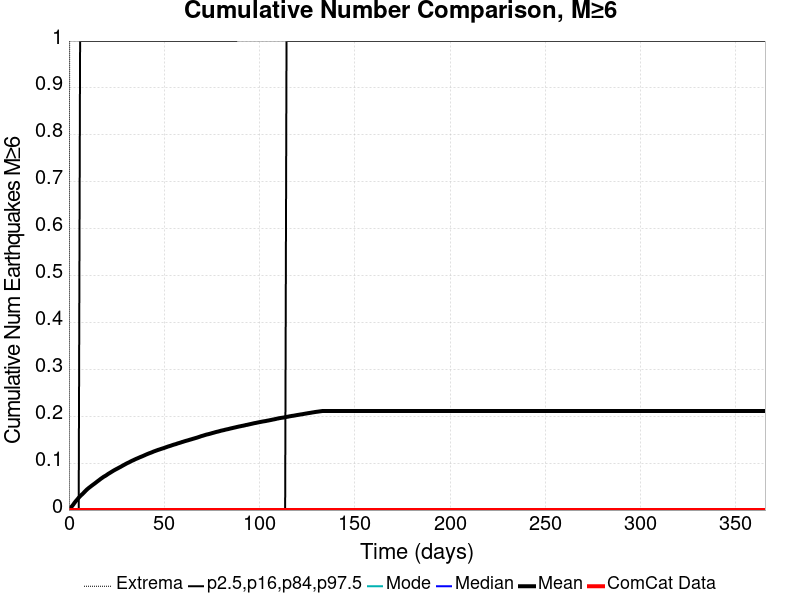 Cumulative Number Comparison, M≥6
Cumulative Num Earthquakes M≥6
1
0.9
0.8
0.7
0.6
0.5
0.4
0.3
0.2
0.1
0
0 50 100 150 200 250 300 350
Time (days)
Extrema p2.5,p16,p84,p97.5 Mode Median Mean ComCat Data